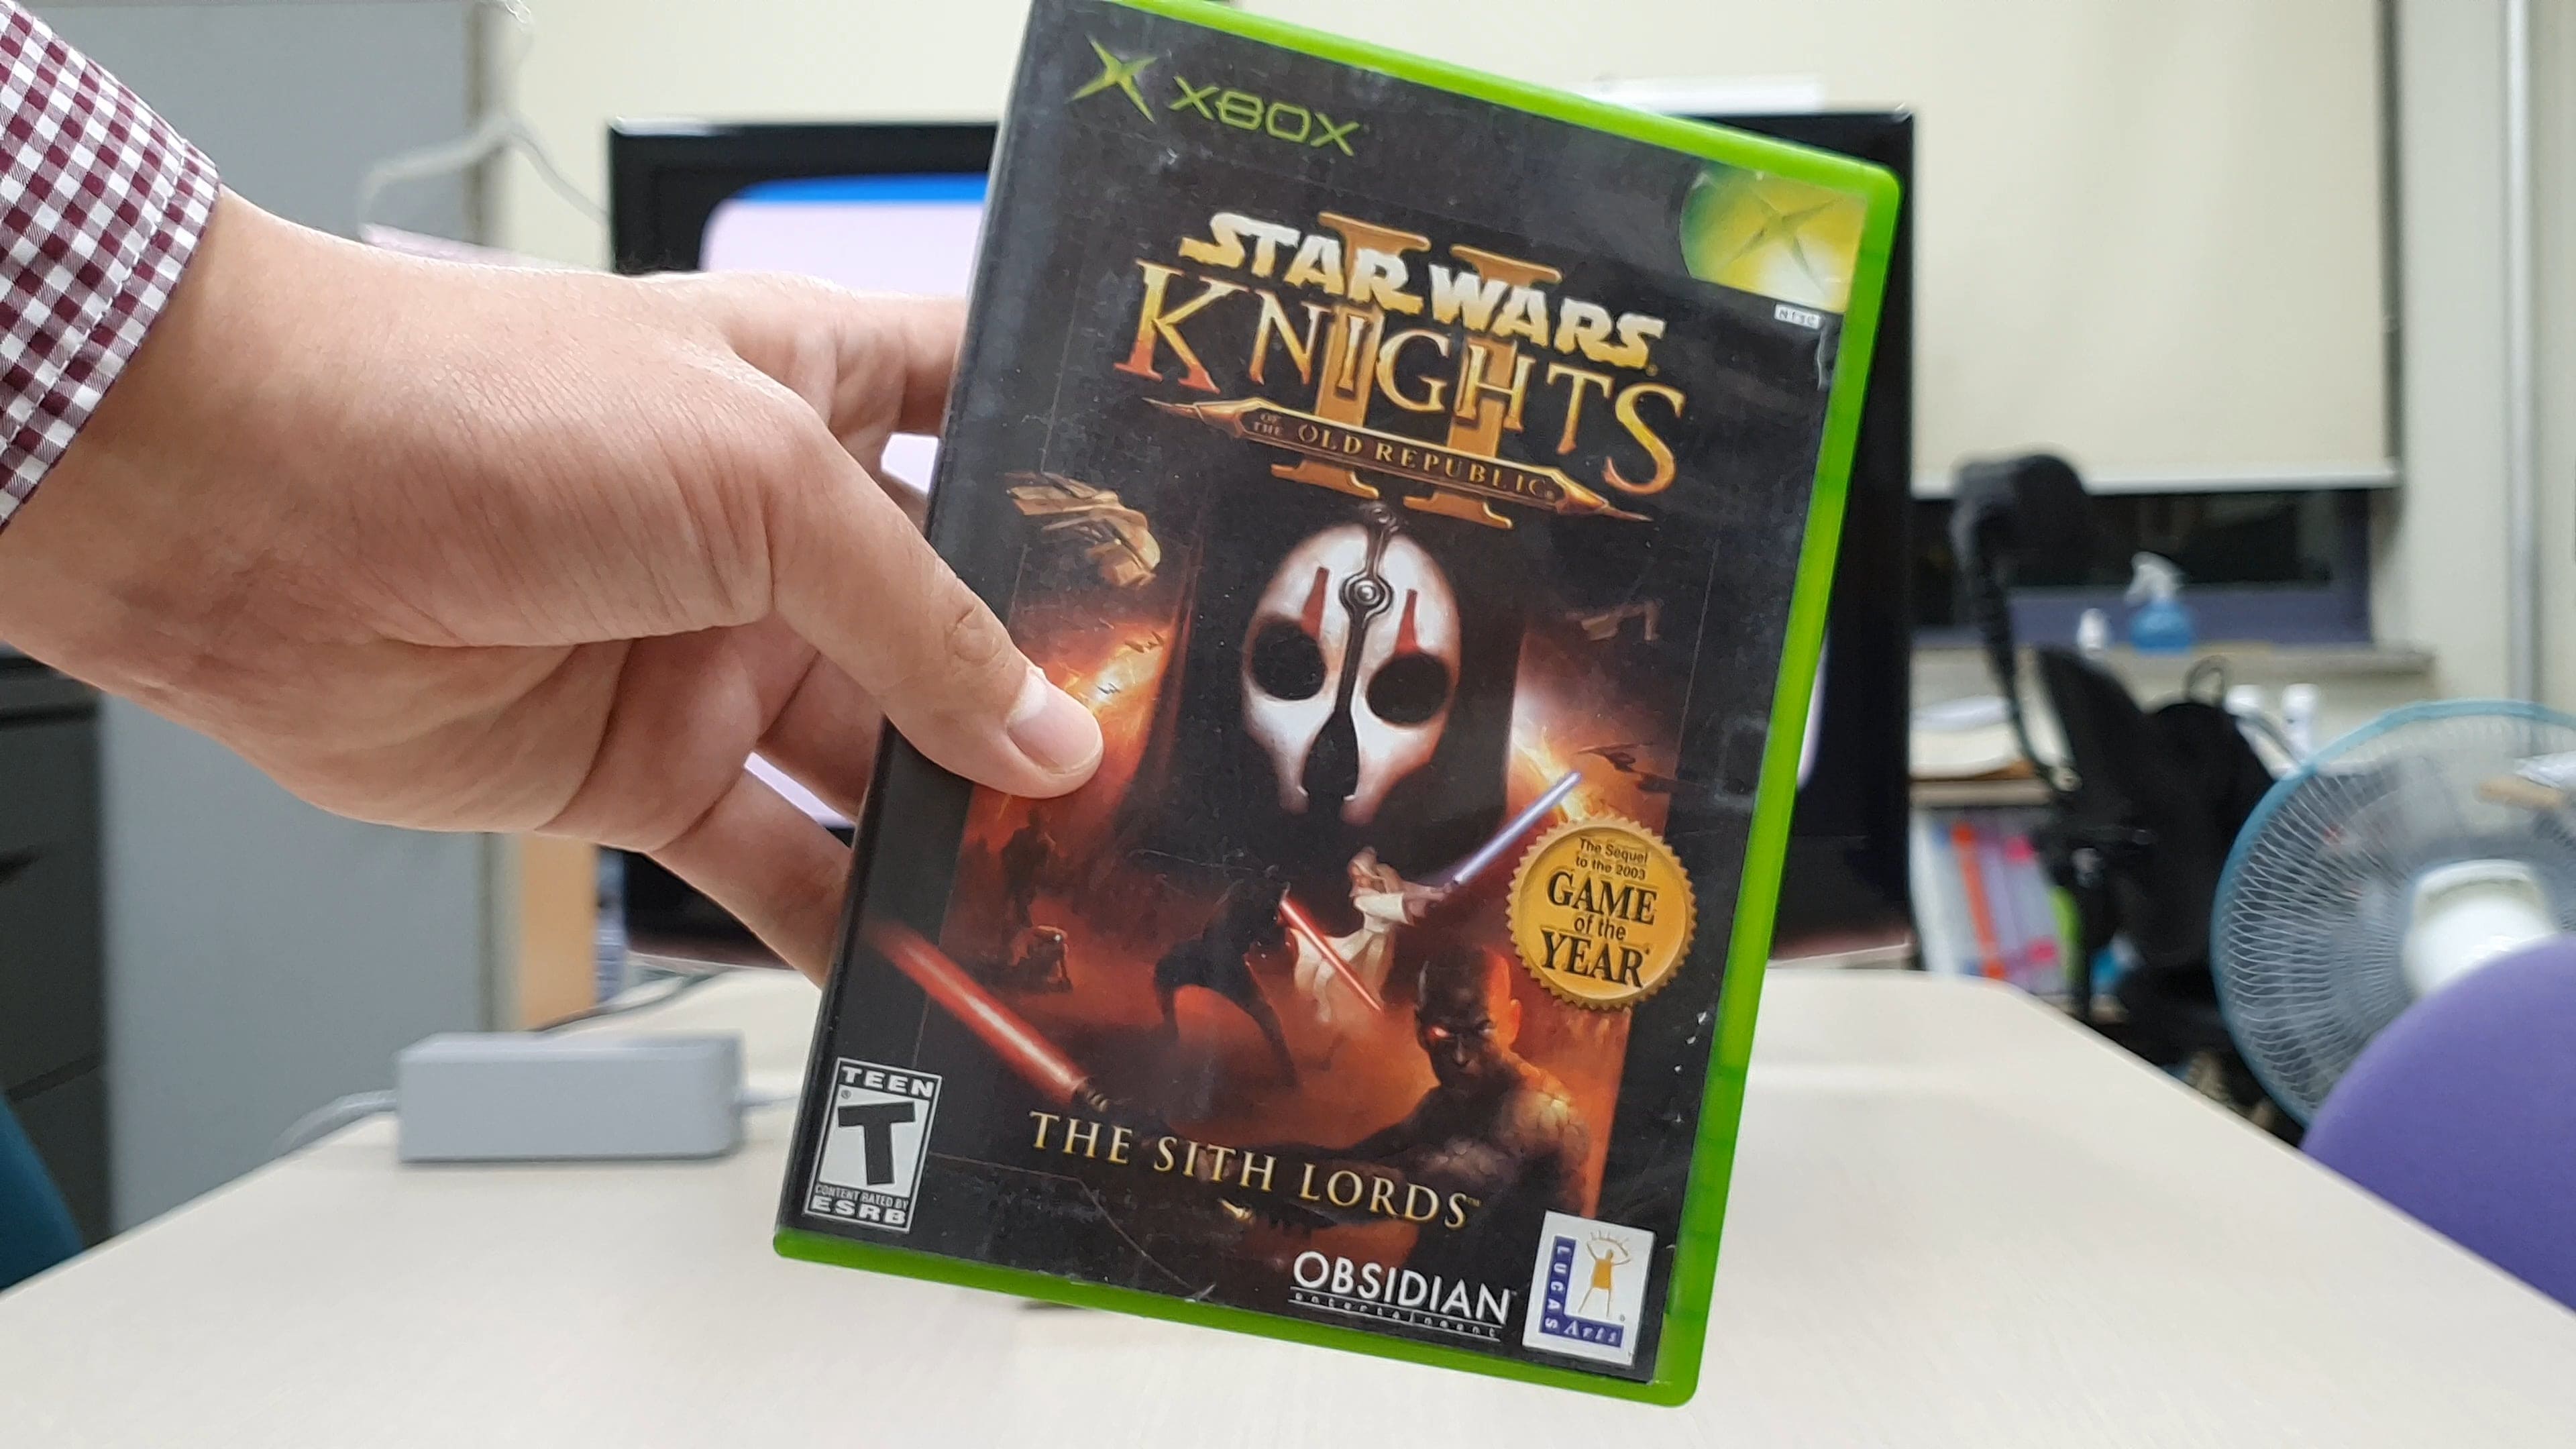 XBOX
NTSC
STAR WARS
II
KNIGHTS
OF THE OLD REPUBLIC
The Sequel
to the 2003
GAME
of the
YEAR
THE SITH LORDS
TEEN
T
CONTENT RATED BY
ESRB
OBSIDIAN
entertainment
LUCAS
Arts